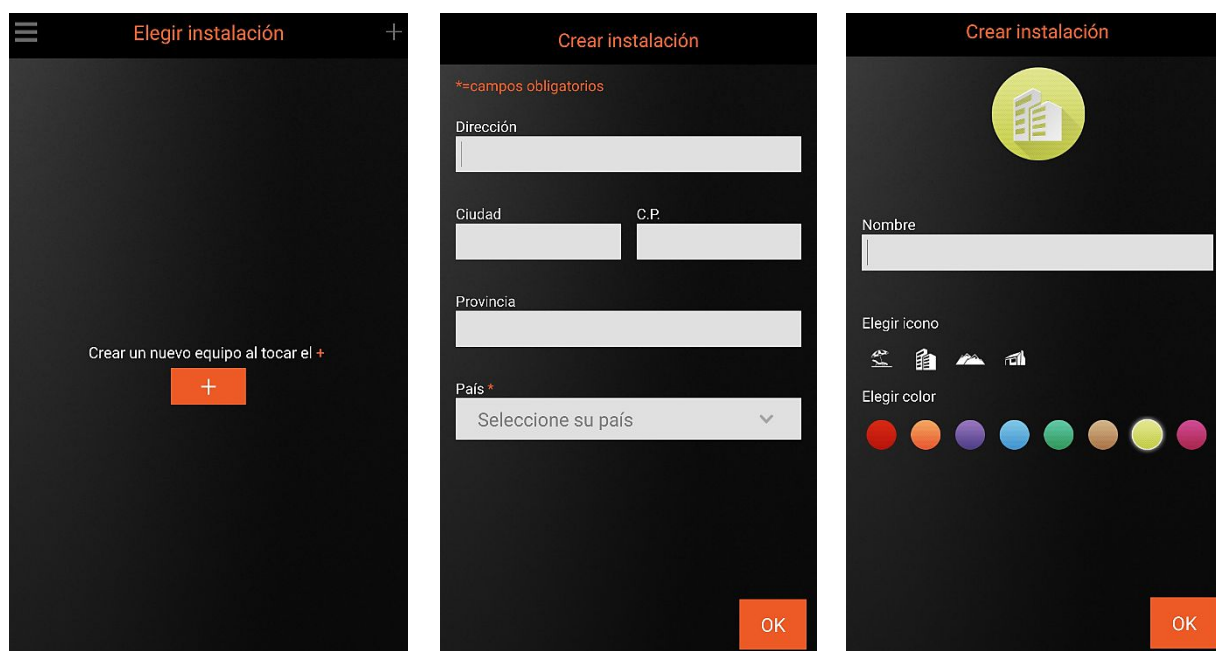 Elegir instalación
+
Crear un nuevo equipo al tocar el +
+
Crear instalación
*=campos obligatorios
Dirección
Ciudad
C.P.
Provincia
País *
Seleccione su país
OK
Crear instalación
Nombre
Elegir icono
Elegir color
OK